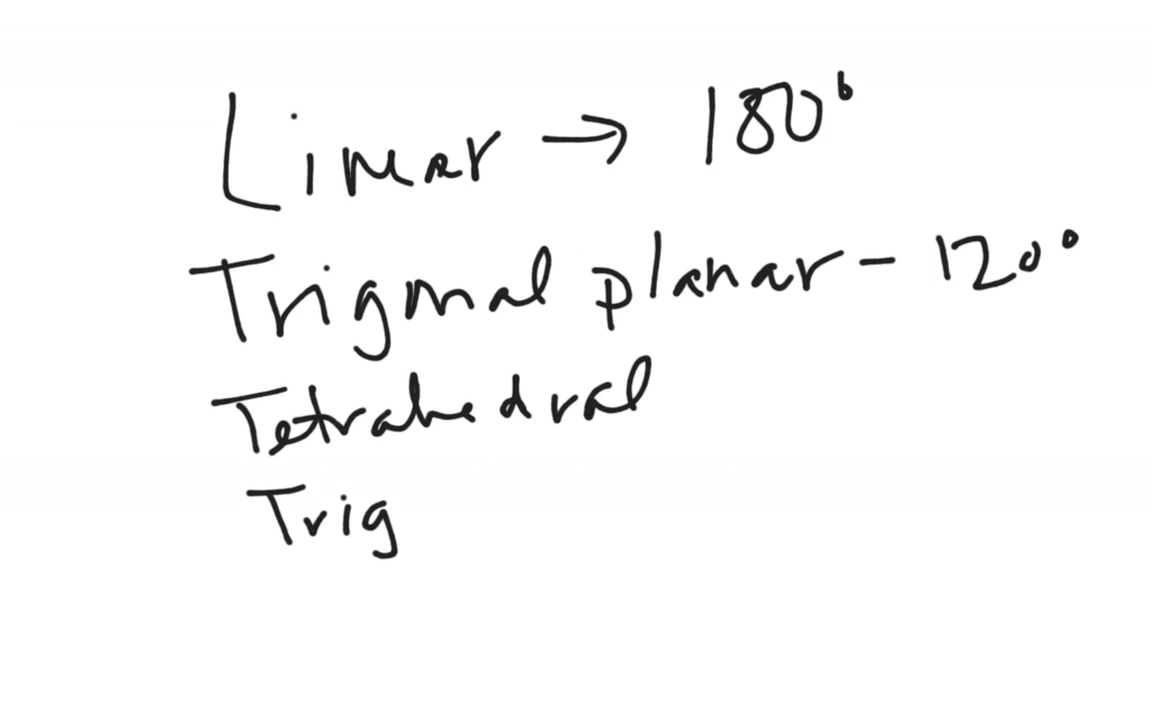 Linear → 180°
Trigonal planar - 120°
Tetrahedral
Trig